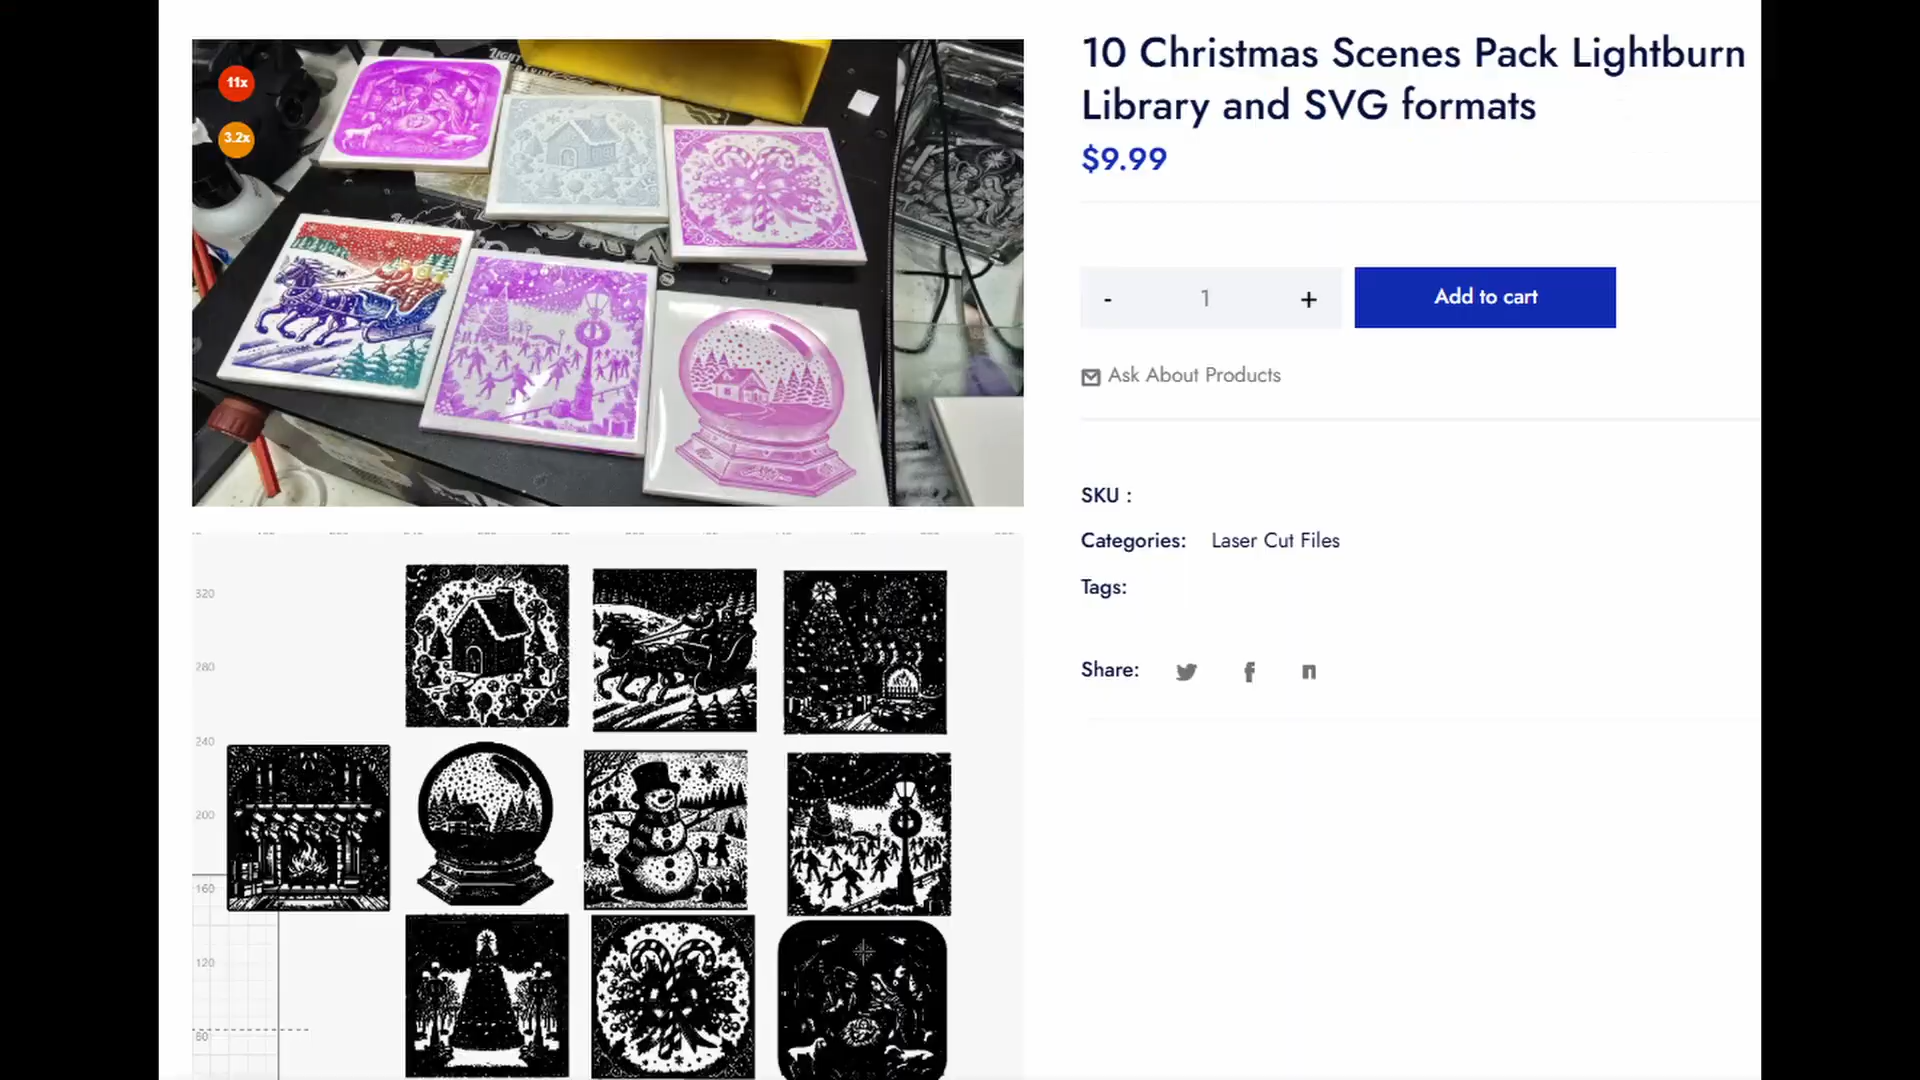 11x
3.2x
10 Christmas Scenes Pack Lightburn
Library and SVG formats
$9.99
- 1 +
Add to cart
Ask About Products
SKU :
Categories: Laser Cut Files
Tags:
Share:
320
280
240
200
160
120
80